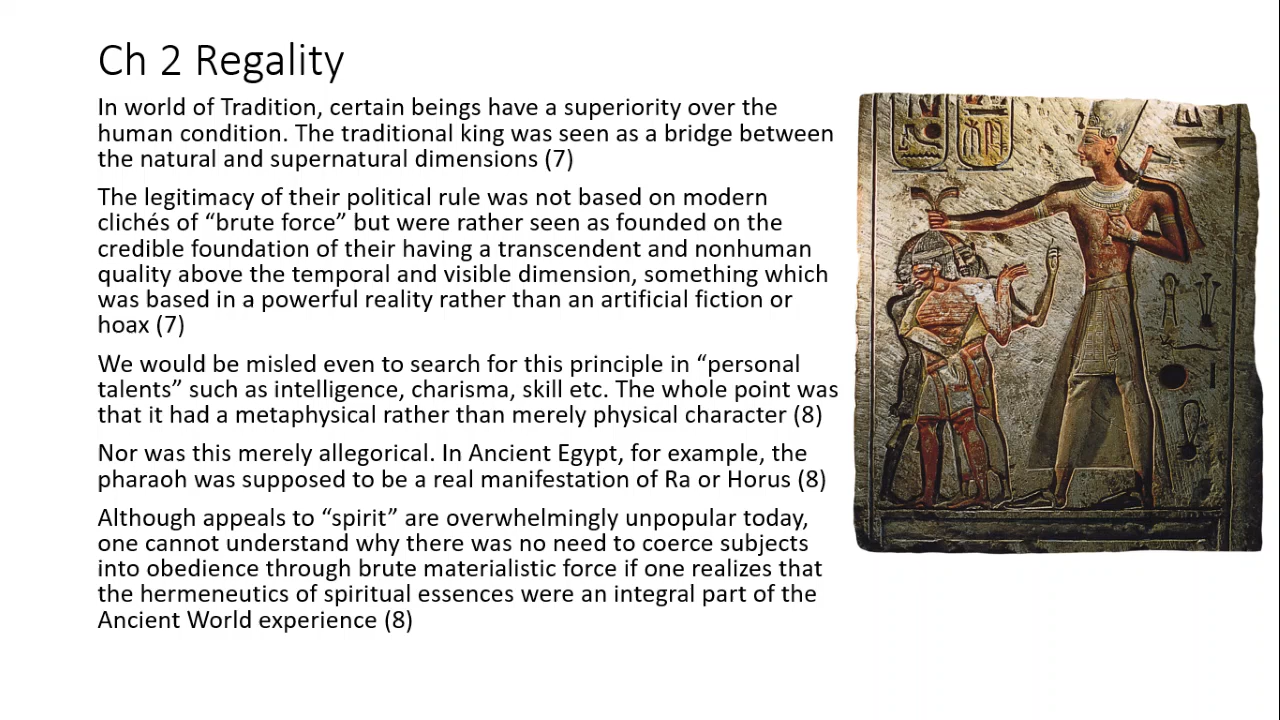 Ch 2 Regality
In world of Tradition, certain beings have a superiority over the
human condition. The traditional king was seen as a bridge between
the natural and supernatural dimensions (7)
The legitimacy of their political rule was not based on modern
clichés of “brute force” but were rather seen as founded on the
credible foundation of their having a transcendent and nonhuman
quality above the temporal and visible dimension, something which
was based in a powerful reality rather than an artificial fiction or
hoax (7)
We would be misled even to search for this principle in “personal
talents” such as intelligence, charisma, skill etc. The whole point was
that it had a metaphysical rather than merely physical character (8)
Nor was this merely allegorical. In Ancient Egypt, for example, the
pharaoh was supposed to be a real manifestation of Ra or Horus (8)
Although appeals to “spirit” are overwhelmingly unpopular today,
one cannot understand why there was no need to coerce subjects
into obedience through brute materialistic force if one realizes that
the hermeneutics of spiritual essences were an integral part of the
Ancient World experience (8)